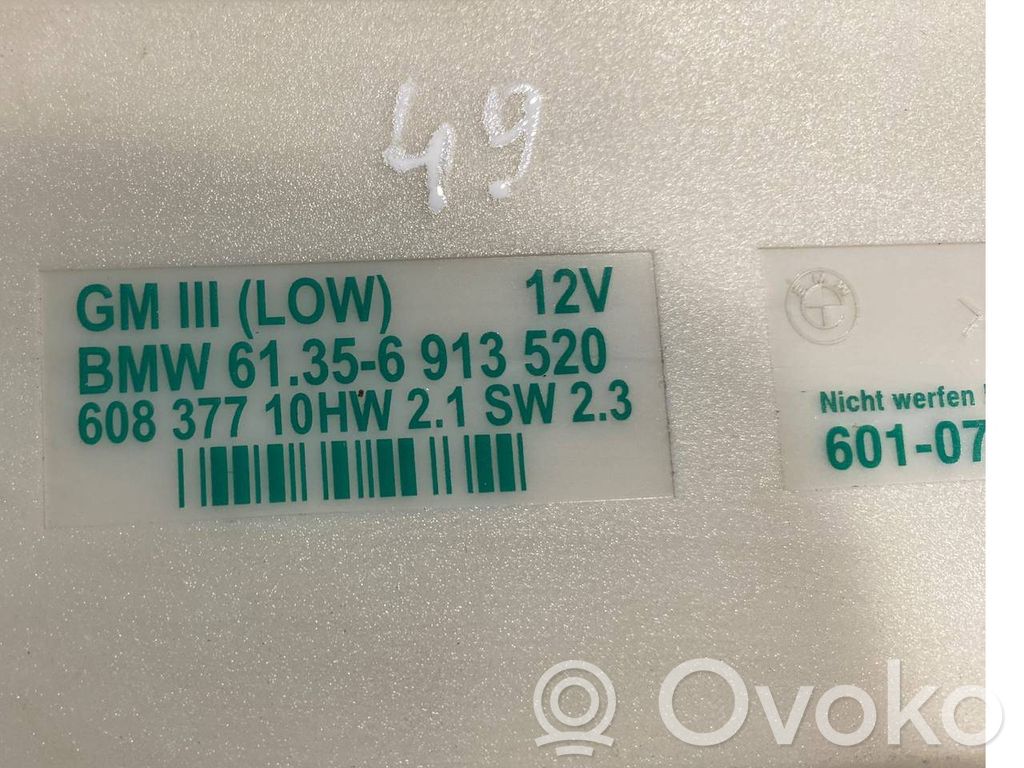 49
GM III (LOW) 12V
BMW 61.35-6 913 520
608 377 10HW 2.1 SW 2.3
BMW
Nicht werfen
601-07
Ovoko